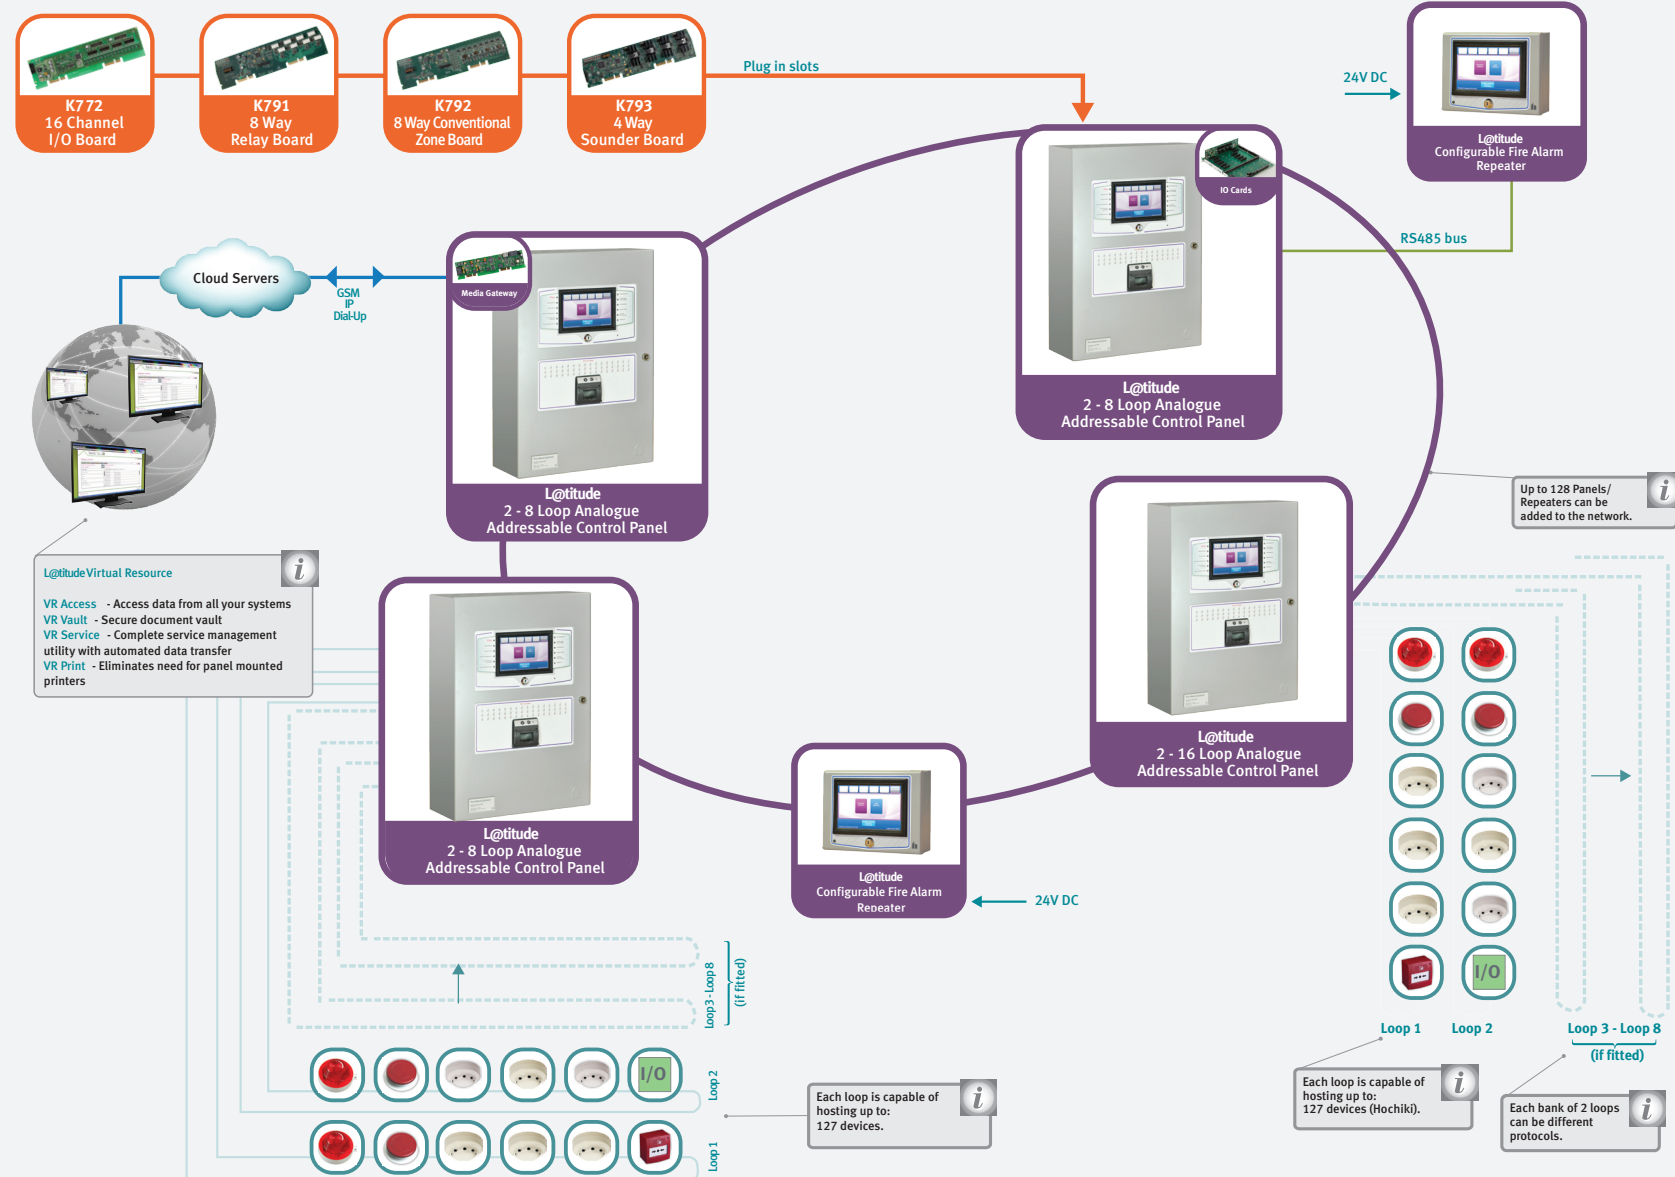 K772
16 Channel
I/O Board
K791
8 Way
Relay Board
K792
8 Way Conventional
Zone Board
K793
4 Way
Sounder Board
Plug in slots
24V DC
L@titude
Configurable Fire Alarm
Repeater
IO Cards
RS485 bus
L@titude
2 - 8 Loop Analogue
Addressable Control Panel
Cloud Servers
GSM
IP
Dial-Up
Media Gateway
L@titude
2 - 8 Loop Analogue
Addressable Control Panel
Up to 128 Panels/
Repeaters can be
added to the network.
i
L@titude Virtual Resource
i
VR Access - Access data from all your systems
VR Vault - Secure document vault
VR Service - Complete service management
utility with automated data transfer
VR Print - Eliminates need for panel mounted
printers
L@titude
2 - 8 Loop Analogue
Addressable Control Panel
L@titude
2 - 16 Loop Analogue
Addressable Control Panel
L@titude
Configurable Fire Alarm
Repeater
24V DC
Loop 3 - Loop 8
(if fitted)
I/O
Loop 2
Loop 1
Each loop is capable of
hosting up to:
127 devices.
i
I/O
Loop 1
Loop 2
Loop 3 - Loop 8
(if fitted)
Each loop is capable of
hosting up to:
127 devices (Hochiki).
i
Each bank of 2 loops
can be different
protocols.
i